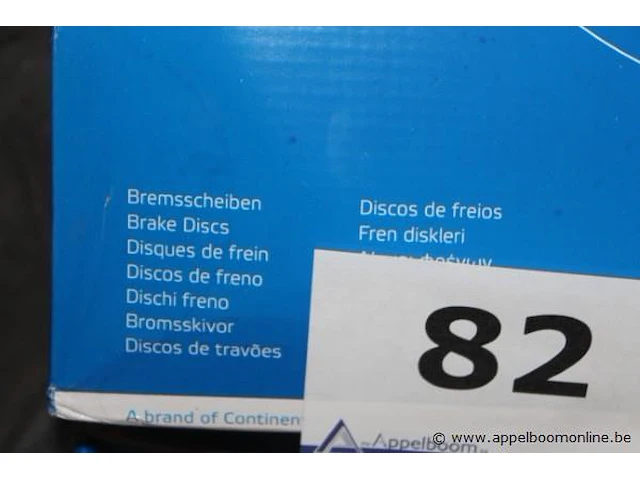 Bremsscheiben
Brake Discs
Disques de frein
Discos de freno
Dischi freno
Bromsskivor
Discos de travões
Discos de freios
Fren diskleri
φρένων
A brand of
82
Appelboom
© www.appelboomonline.be